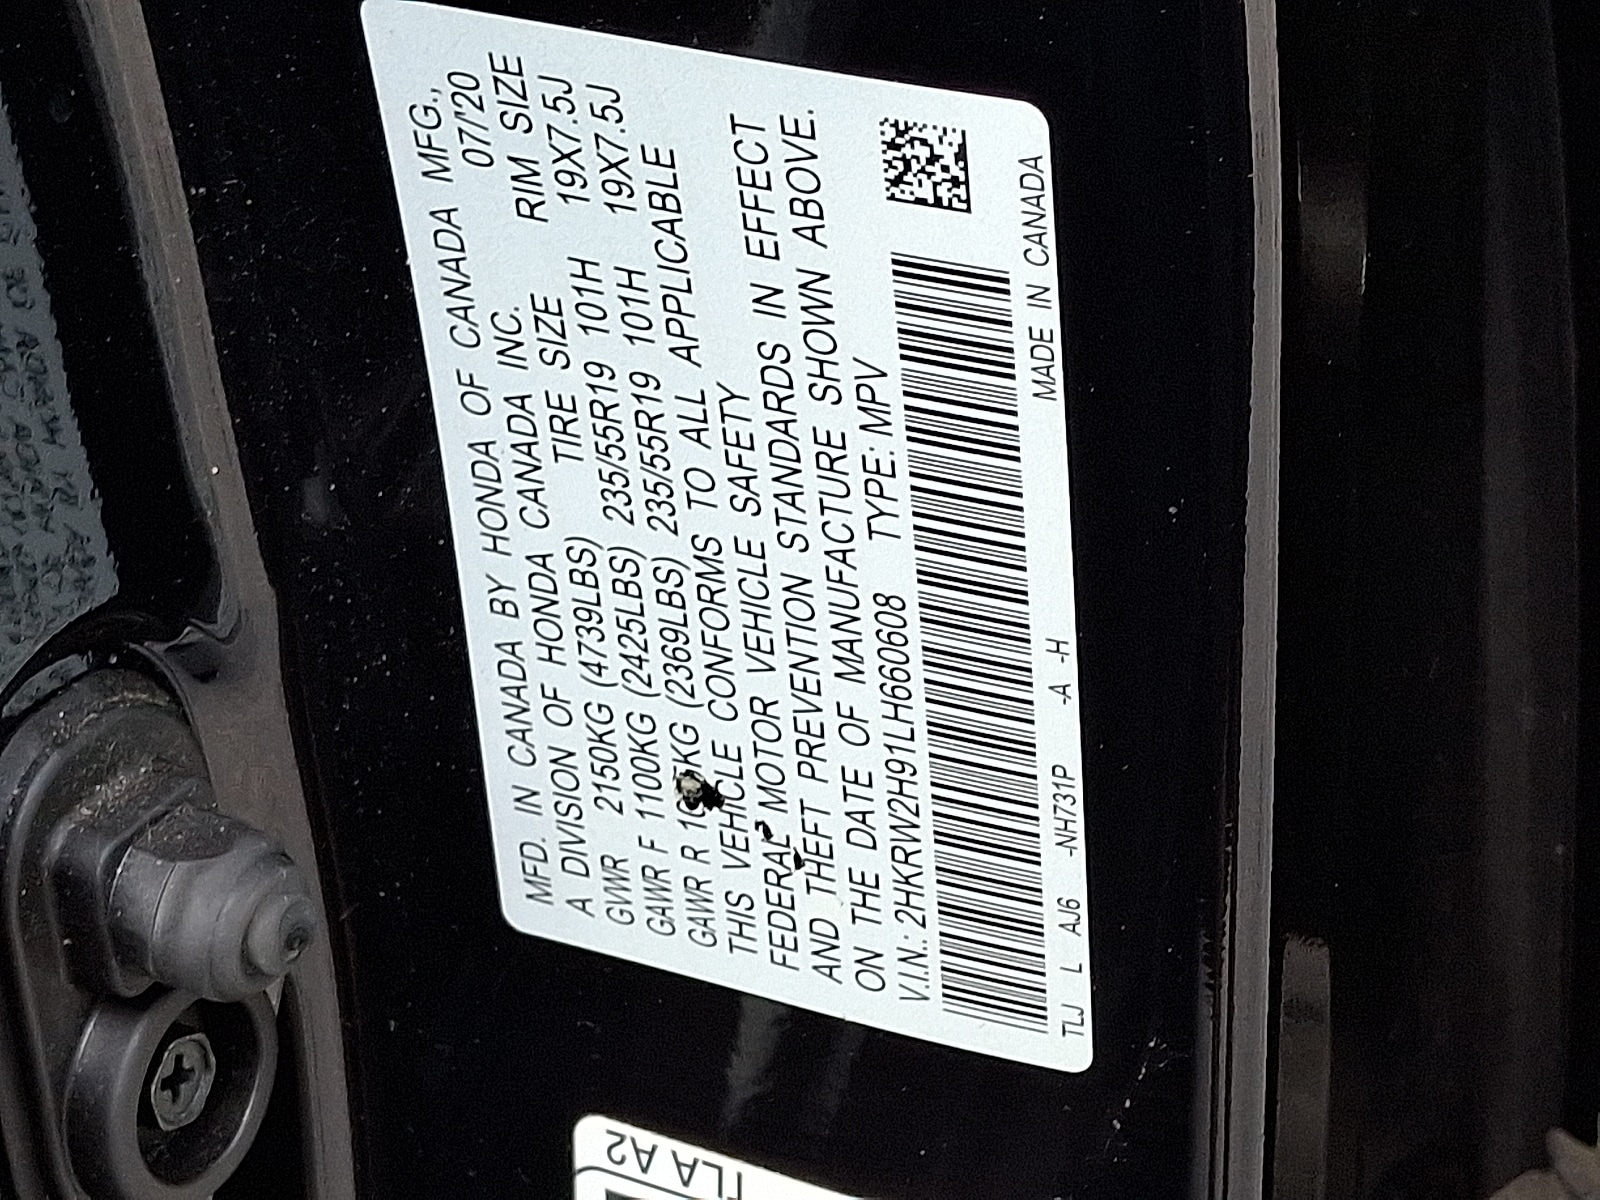 MFD. IN CANADA BY HONDA OF CANADA MFG.,
A DIVISION OF HONDA CANADA INC. 07/'20
GVWR 2150KG (4739LBS) TIRE SIZE RIM SIZE
GAWR F 1100KG (2425LBS) 235/55R19 101H 19X7.5J
GAWR R (2369LBS) 235/55R19 101H 19X7.5J
THIS VEHICLE CONFORMS TO ALL APPLICABLE
FEDERAL MOTOR VEHICLE SAFETY
AND THEFT PREVENTION STANDARDS IN EFFECT
ON THE DATE OF MANUFACTURE SHOWN ABOVE.
V.I.N.: 2HKRW2H91LH660608 TYPE: MPV
TLJ L AJ6 -NH731P -A -H MADE IN CANADA
TLA A2